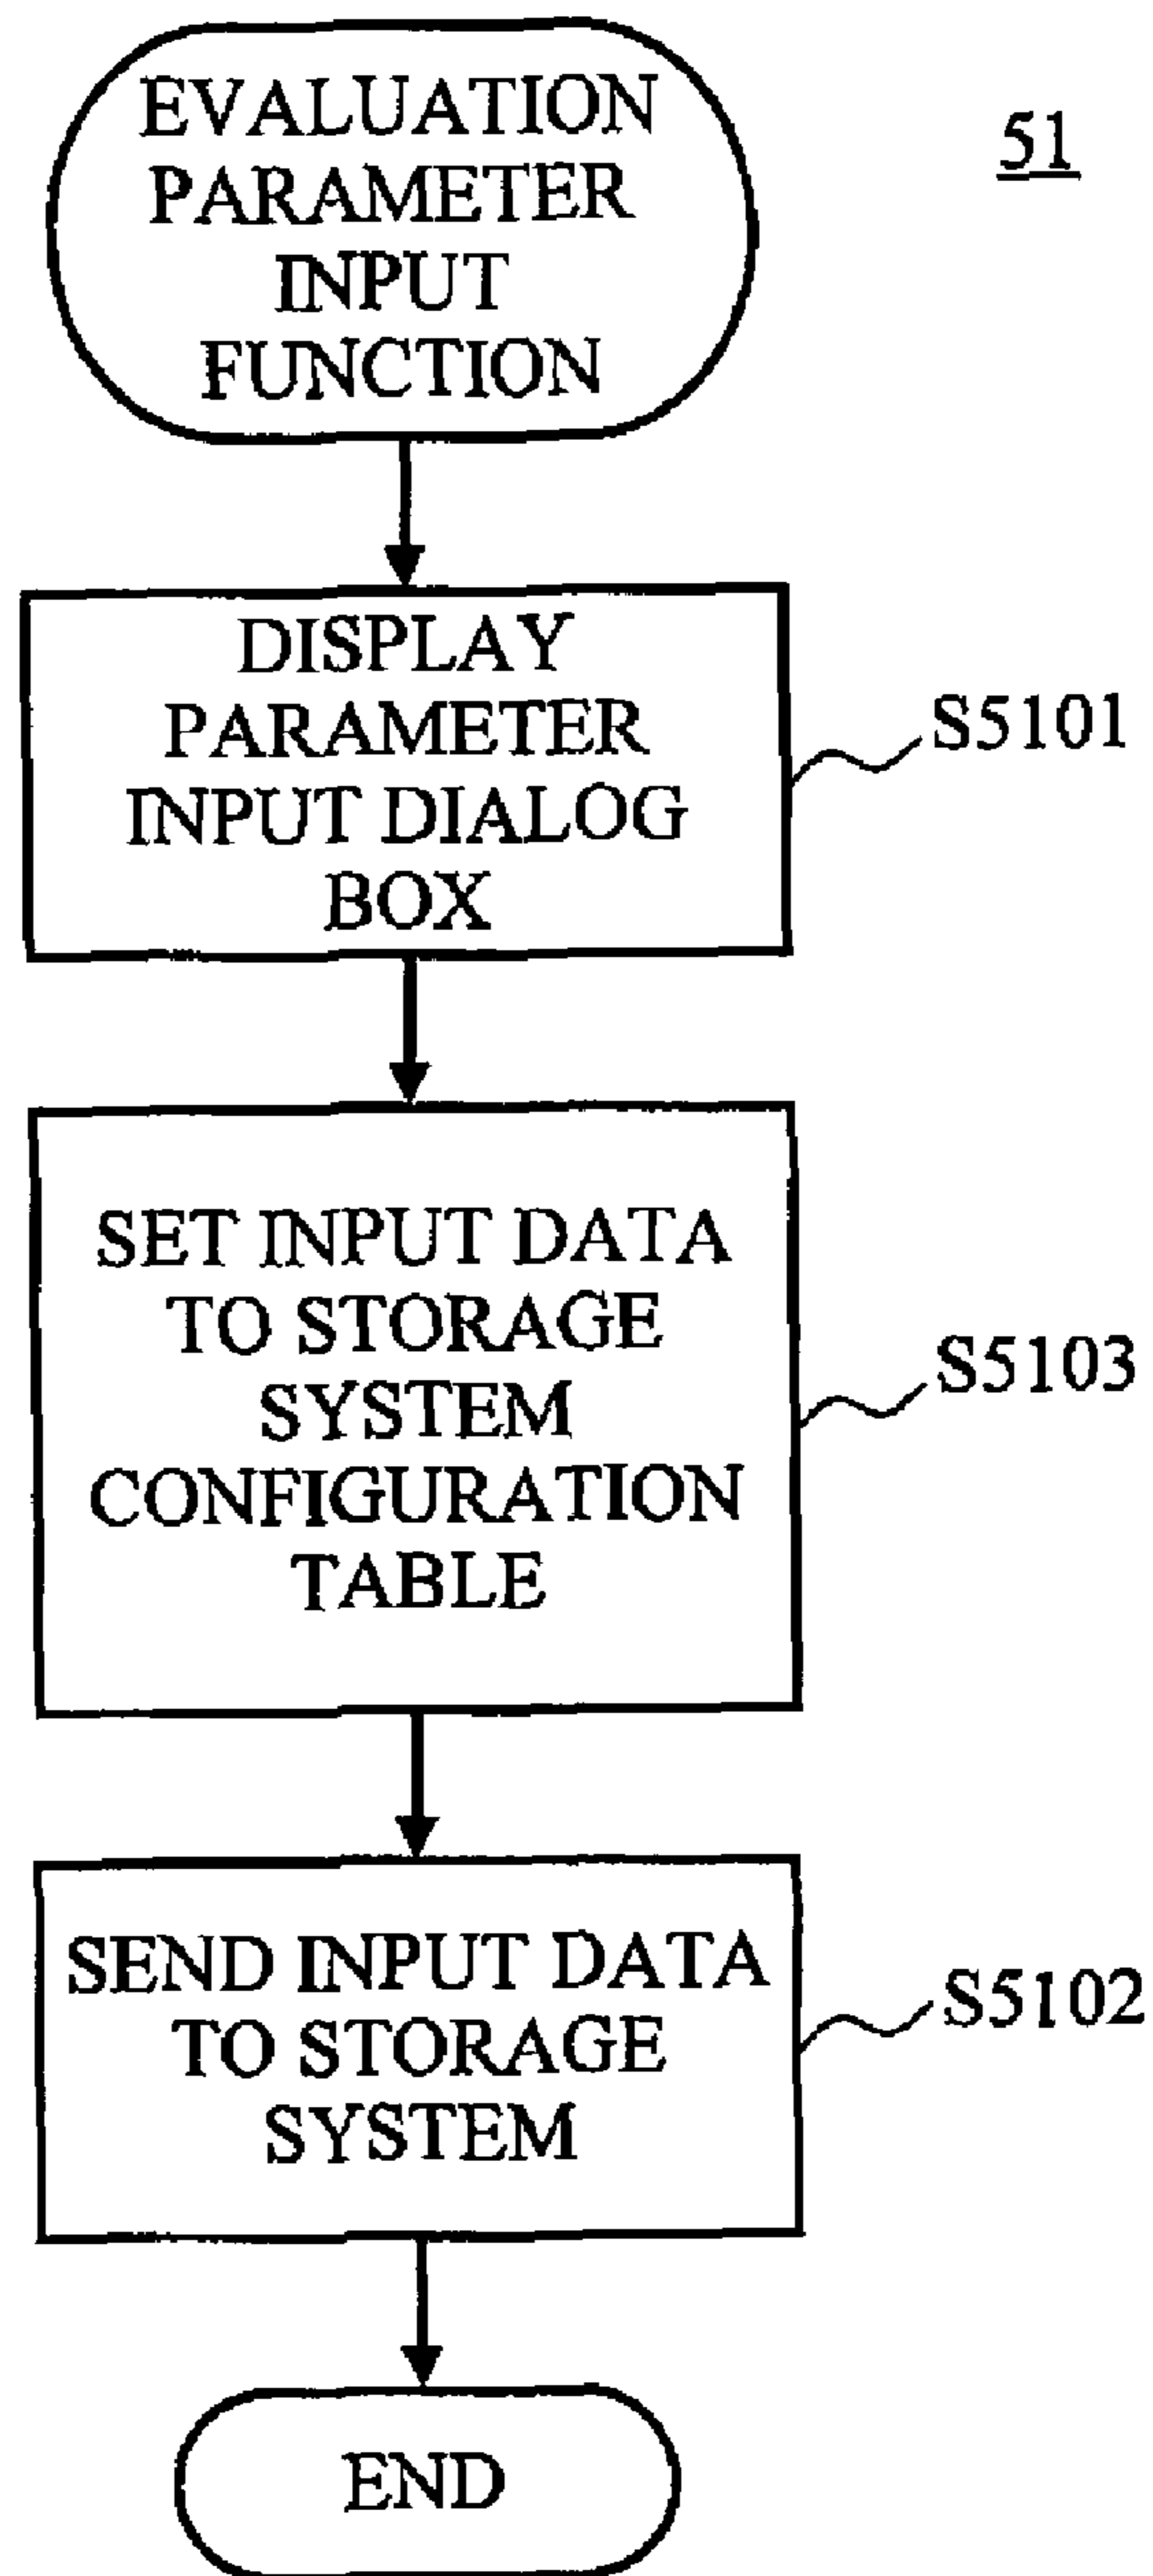 EVALUATION
PARAMETER
INPUT
FUNCTION
51
DISPLAY
PARAMETER
INPUT DIALOG
BOX
S5101
SET INPUT DATA
TO STORAGE
SYSTEM
CONFIGURATION
TABLE
S5103
SEND INPUT DATA
TO STORAGE
SYSTEM
S5102
END